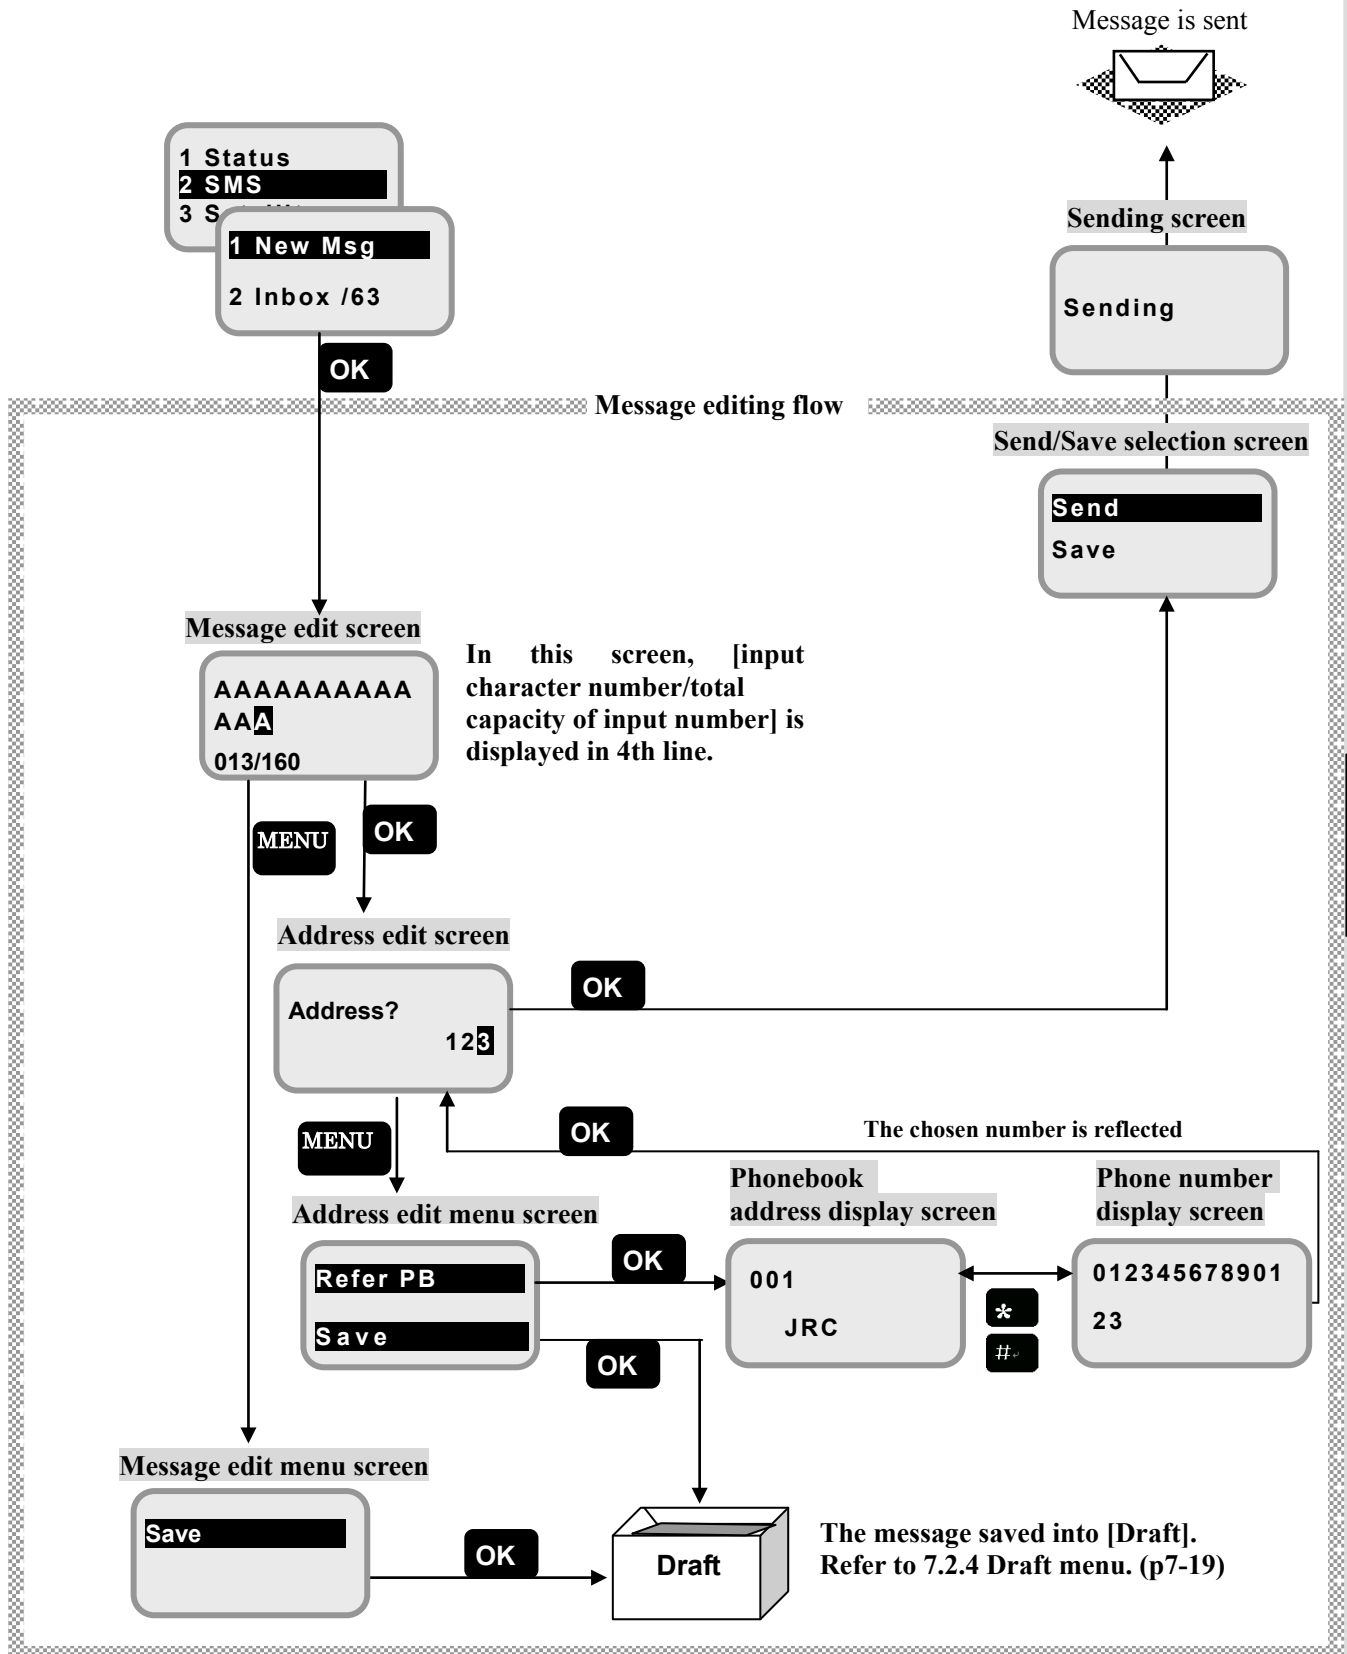 Message is sent
1 Status
2 SMS
3 S
1 New Msg
2 Inbox /63
OK
Sending screen
Sending
Message editing flow
Send/Save selection screen
Send
Save
Message edit screen
AAAAAAAAAA
AAA
013/160
In this screen, [input
character number/total
capacity of input number] is
displayed in 4th line.
MENU
OK
Address edit screen
Address?
123
OK
MENU
OK
The chosen number is reflected
Address edit menu screen
Refer PB
Save
OK
OK
Phonebook
address display screen
001
JRC
*
#
Phone number
display screen
012345678901
23
Message edit menu screen
Save
OK
Draft
The message saved into [Draft].
Refer to 7.2.4 Draft menu. (p7-19)